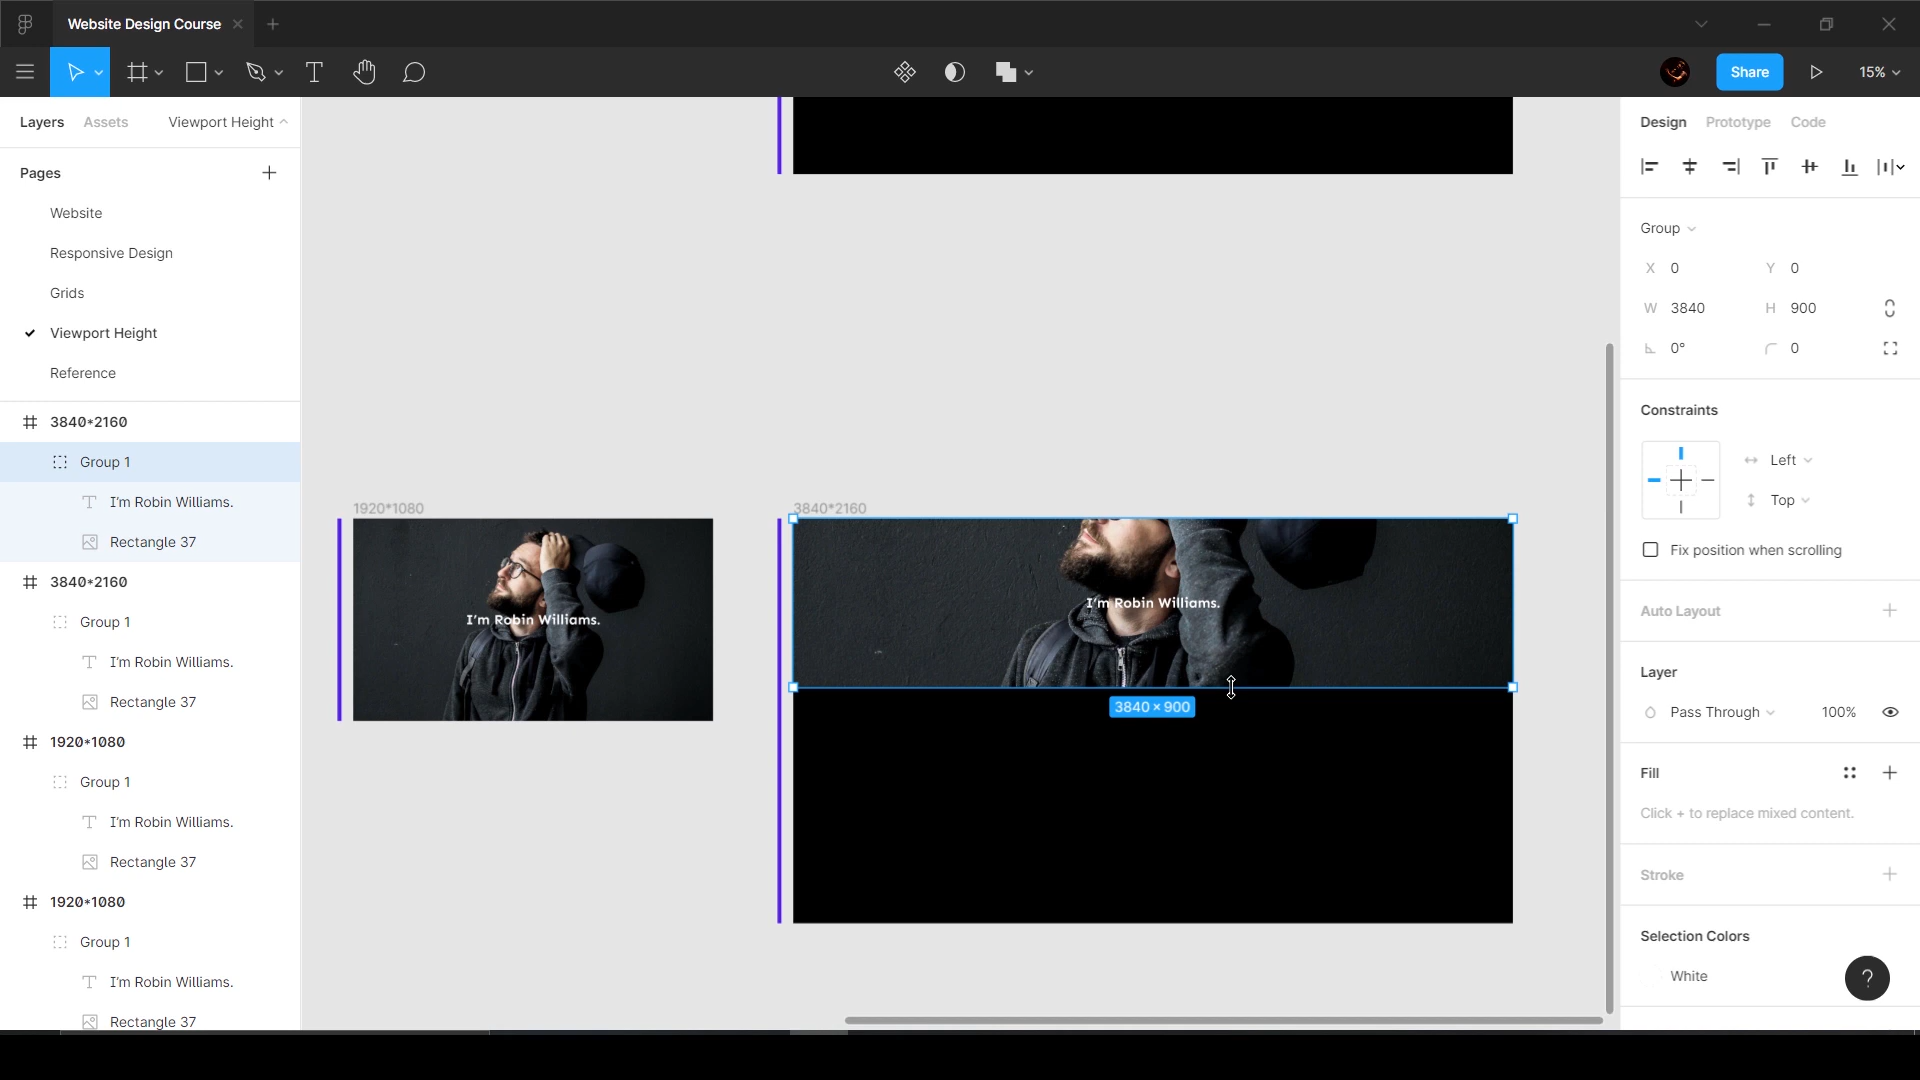 Website Design Course
Share
15%
Layers
Assets
Viewport Height
Pages
Website
Responsive Design
Grids
Viewport Height
Reference
3840*2160
Group 1
I'm Robin Williams.
Rectangle 37
3840*2160
Group 1
I'm Robin Williams.
Rectangle 37
1920*1080
Group 1
I'm Robin Williams.
Rectangle 37
1920*1080
Group 1
I'm Robin Williams.
Rectangle 37
1920*1080
I'm Robin Williams.
3840*2160
I'm Robin Williams.
3840 × 900
Design
Prototype
Code
Group
X 0
Y 0
W 3840
H 900
0°
0
Constraints
Left
Top
Fix position when scrolling
Auto Layout
Layer
Pass Through
100%
Fill
Click + to replace mixed content.
Stroke
Selection Colors
White
?